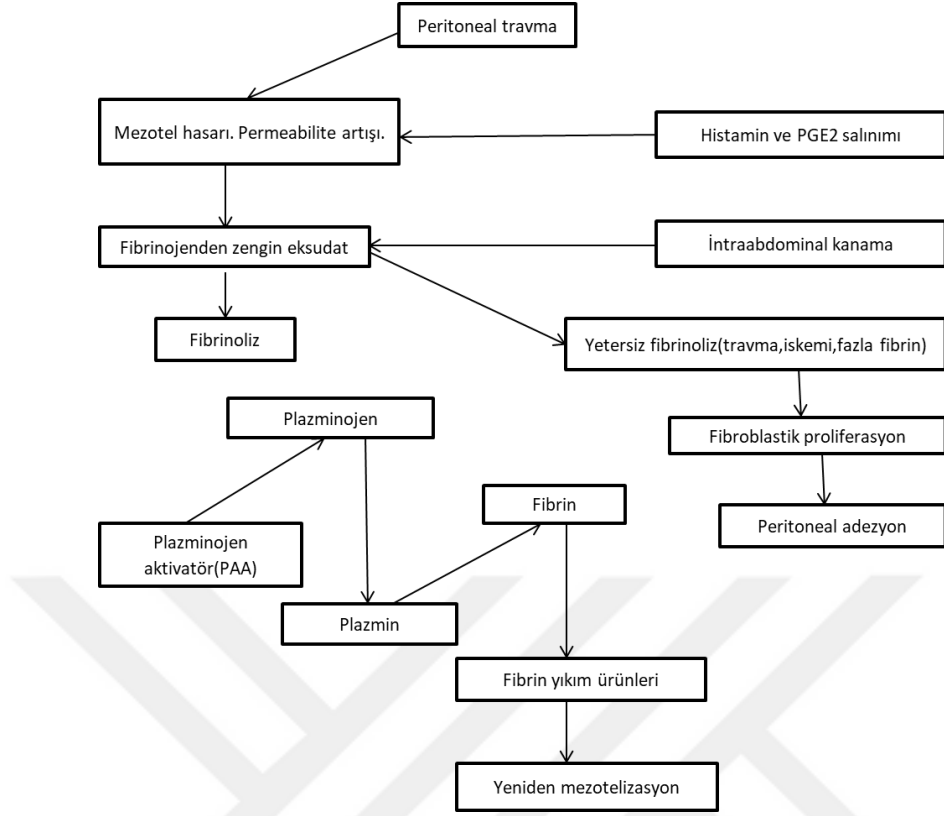 Peritoneal travma
Mezotel hasarı. Permeabilite artışı.
Histamin ve PGE2 salınımı
Fibrinojenden zengin eksudat
İntraabdominal kanama
Fibrinoliz
Yetersiz fibrinoliz(travma,iskemi,fazla fibrin)
Plazminojen
Fibroblastik proliferasyon
Fibrin
Peritoneal adezyon
Plazminojen
aktivatör(PAA)
Plazmin
Fibrin yıkım ürünleri
Yeniden mezotelizasyon